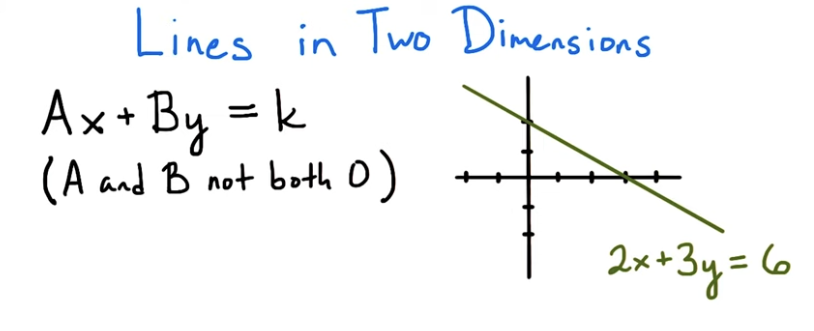 Lines in Two Dimensions
Ax + By = k
(A and B not both 0)
2x+3y = 6